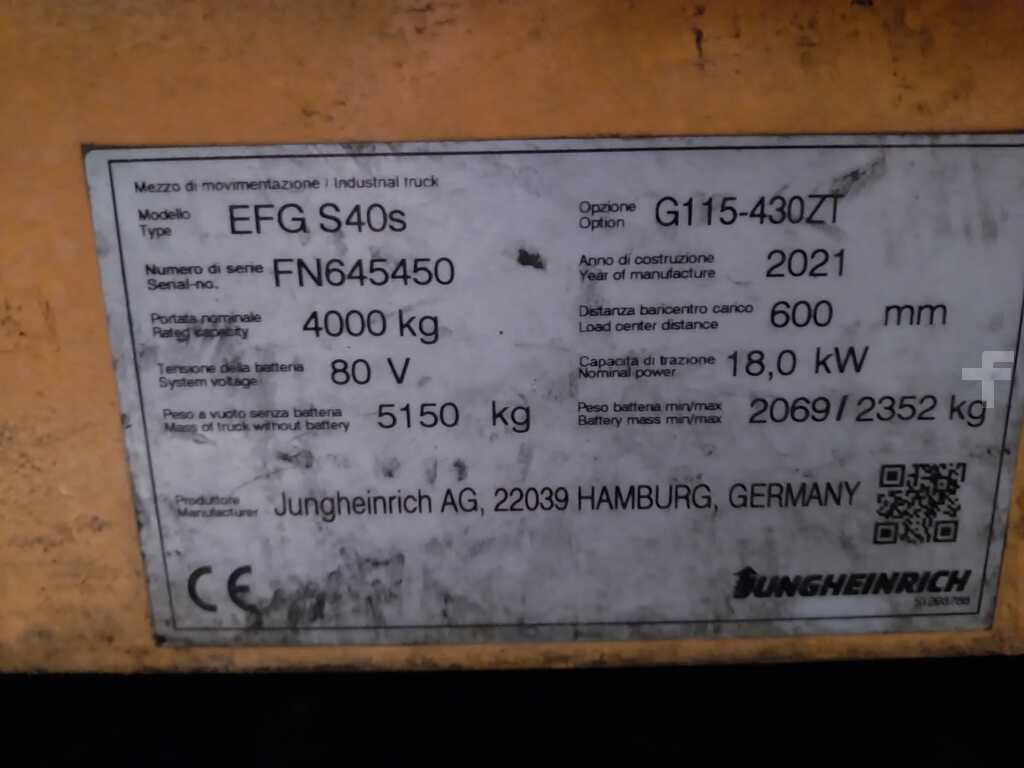 Mezzo di movimentazione / Industrial truck
Modello EFG S40s Opzione G115-430ZT
Type Option
Numero di serie FN645450 Anno di costruzione 2021
Serial-no. Year of manufacture
Portata nominale 4000 kg Distanza baricentro carico 600 mm
Rated capacity Load center distance
Tensione della batteria 80 V Capacità di trazione 18,0 kW
System voltage Nominal power
Peso a vuoto senza batteria 5150 kg Peso batteria min/max 2069 / 2352 kg
Mass of truck without battery Battery mass min/max
Produttore Jungheinrich AG, 22039 HAMBURG, GERMANY
Manufacturer
CE
JUNGHEINRICH